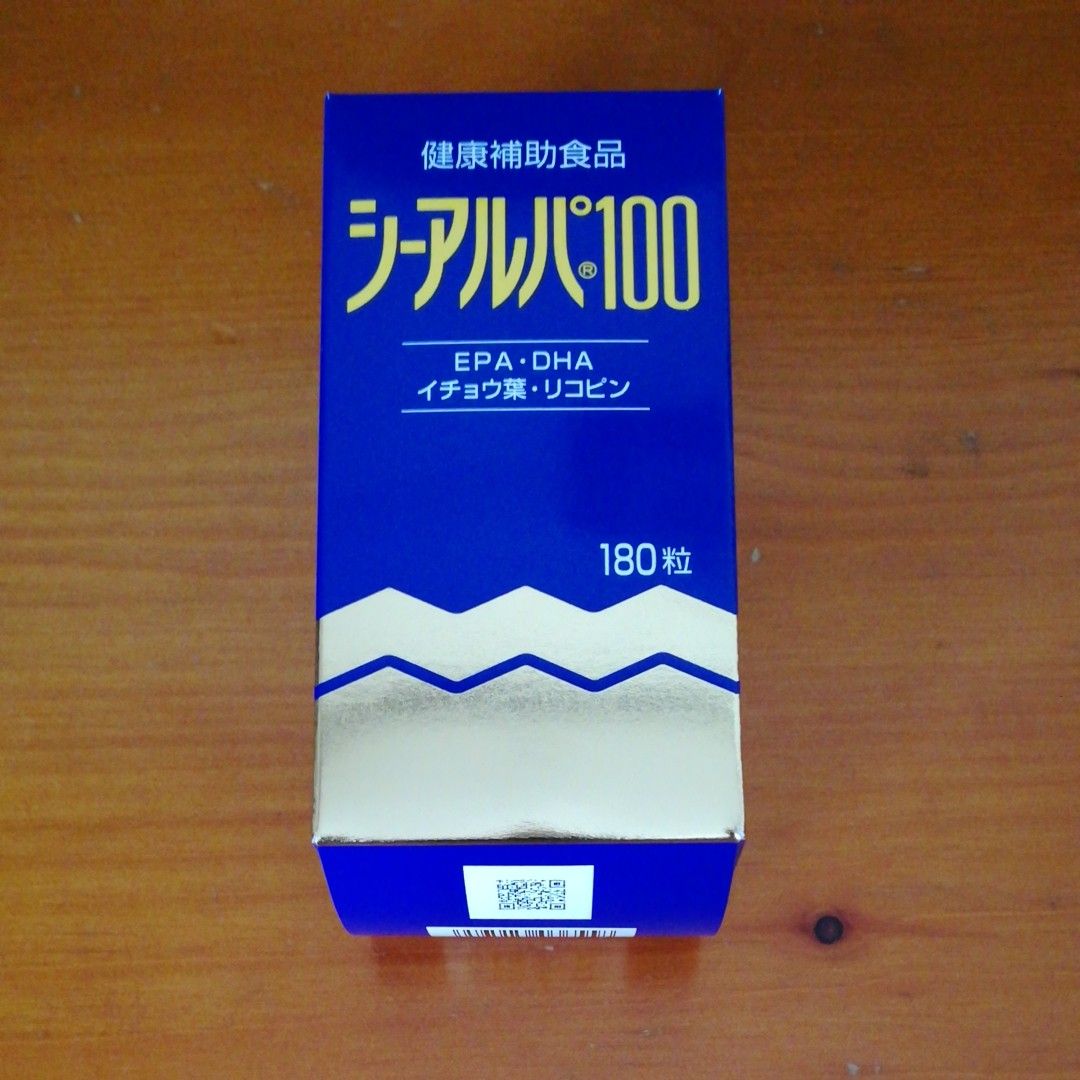 健康補助食品
シーアルパ®100
EPA・DHA
イチョウ葉・リコピン
180粒